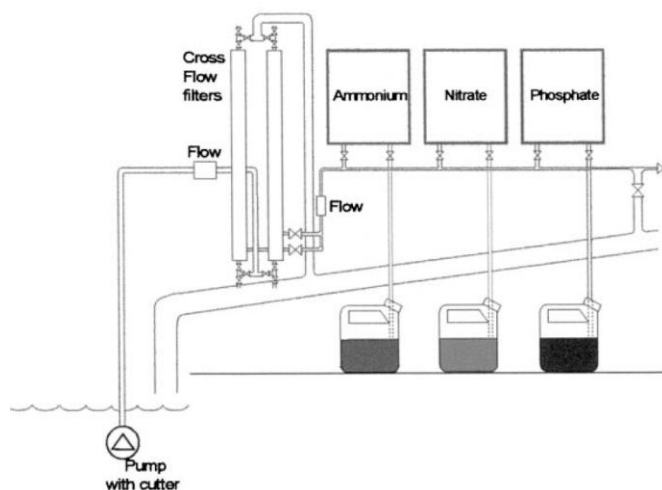 Cross
Flow
filters
Ammonium
Nitrate
Phosphate
Flow
Flow
Pump
with cutter